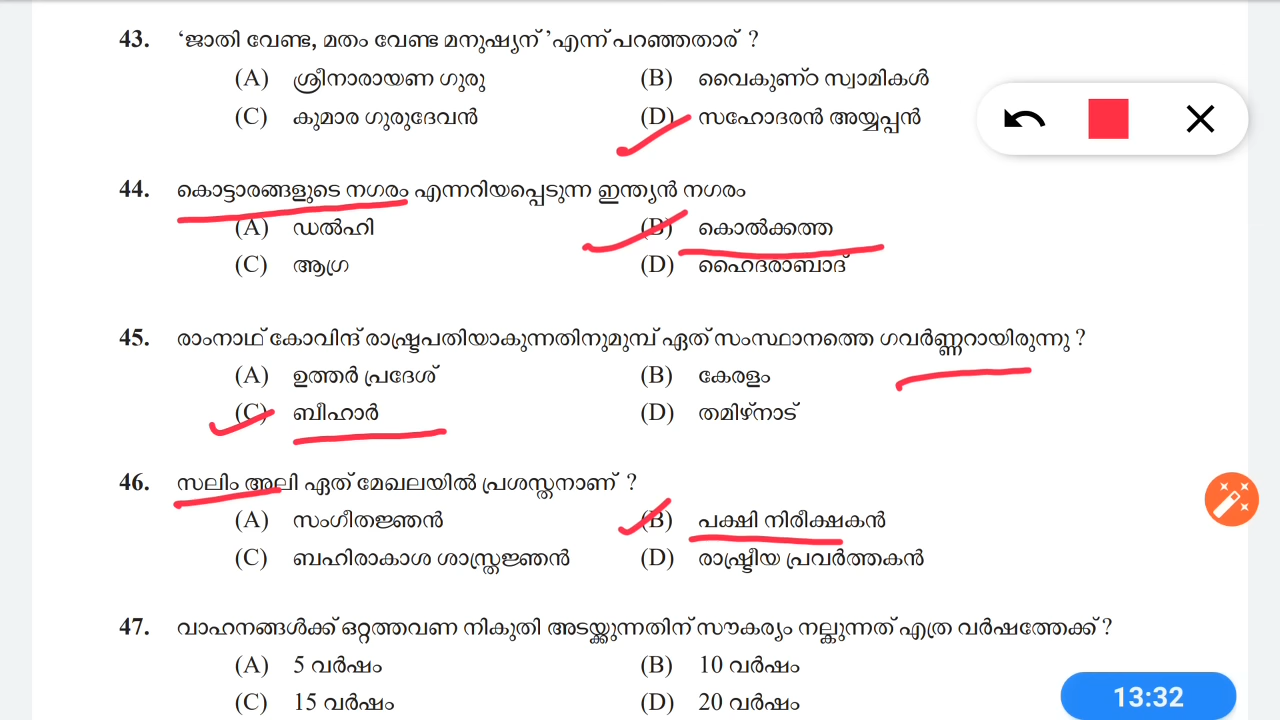 43. ‘ജാതി വേണ്ട, മതം വേണ്ട മനുഷ്യന് ’എന്ന് പറഞ്ഞതാര് ?
(A) ശ്രീനാരായണ ഗുരു (B) വൈകുണ്ഠ സ്വാമികൾ
(C) കുമാര ഗുരുദേവൻ (D) സഹോദരൻ അയ്യപ്പൻ
44. കൊട്ടാരങ്ങളുടെ നഗരം എന്നറിയപ്പെടുന്ന ഇന്ത്യൻ നഗരം
(A) ഡൽഹി (B) കൊൽക്കത്ത
(C) ആഗ്ര (D) ഹൈദരാബാദ്
45. രാംനാഥ് കോവിന്ദ് രാഷ്ട്രപതിയാകുന്നതിനുമുമ്പ് ഏത് സംസ്ഥാനത്തെ ഗവർണ്ണറായിരുന്നു ?
(A) ഉത്തർ പ്രദേശ് (B) കേരളം
(C) ബീഹാർ (D) തമിഴ്‌നാട്
46. സലിം അലി ഏത് മേഖലയിൽ പ്രശസ്തനാണ് ?
(A) സംഗീതജ്ഞൻ (B) പക്ഷി നിരീക്ഷകൻ
(C) ബഹിരാകാശ ശാസ്ത്രജ്ഞൻ (D) രാഷ്ട്രീയ പ്രവർത്തകൻ
47. വാഹനങ്ങൾക്ക് ഒറ്റത്തവണ നികുതി അടയ്ക്കുന്നതിന് സൗകര്യം നല്കുന്നത് എത്ര വർഷത്തേക്ക് ?
(A) 5 വർഷം (B) 10 വർഷം
(C) 15 വർഷം (D) 20 വർഷം
13:32